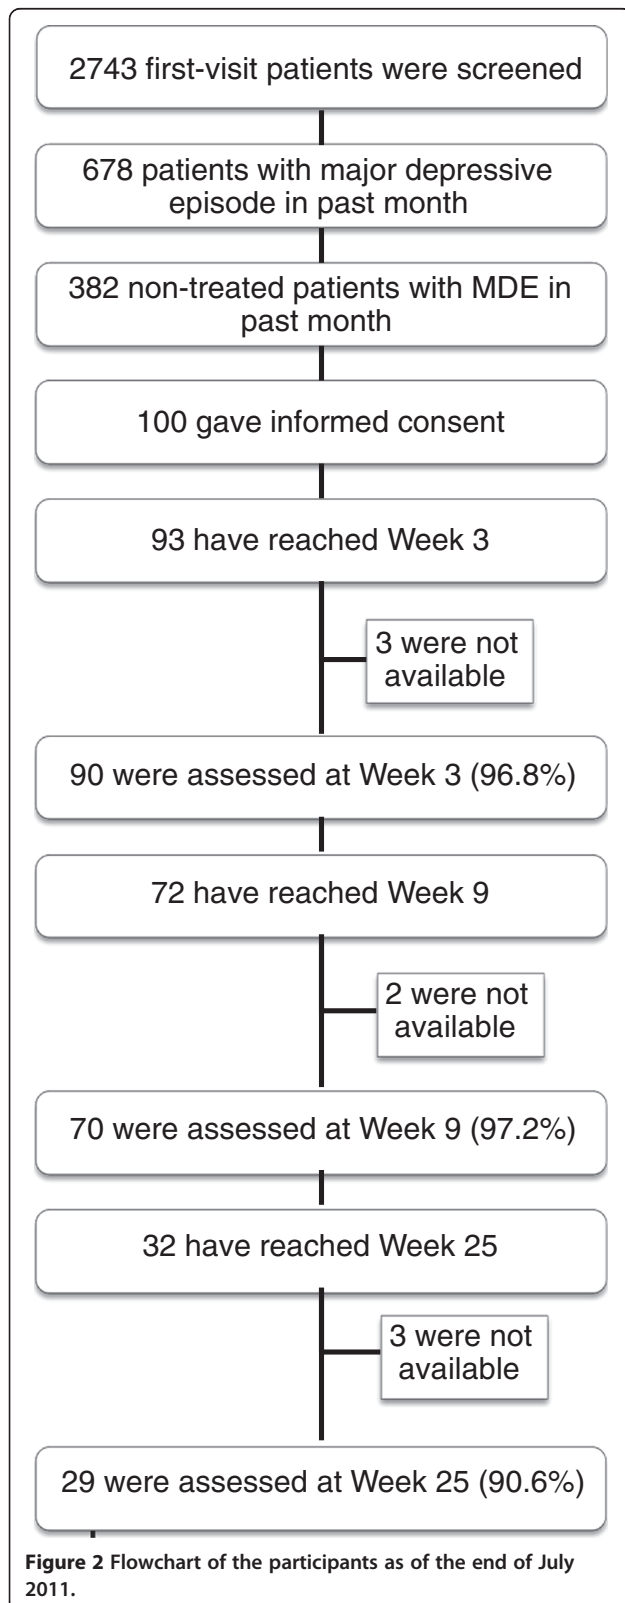 2743 first-visit patients were screened
678 patients with major depressive
episode in past month
382 non-treated patients with MDE in
past month
100 gave informed consent
93 have reached Week 3
3 were not
available
90 were assessed at Week 3 (96.8%)
72 have reached Week 9
2 were not
available
70 were assessed at Week 9 (97.2%)
32 have reached Week 25
3 were not
available
29 were assessed at Week 25 (90.6%)
Figure 2 Flowchart of the participants as of the end of July
2011.